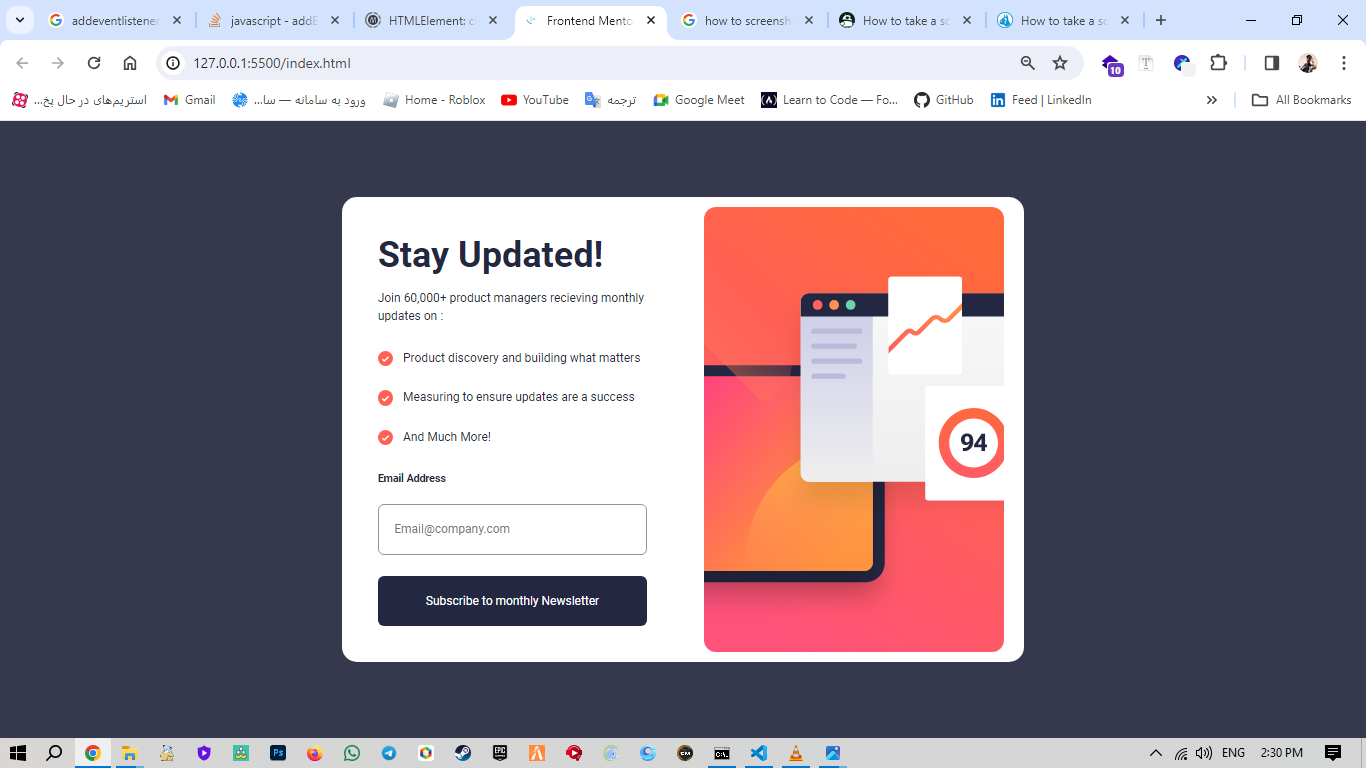 addeventlistener
javascript - addE
HTMLElement: c
Frontend Mento
how to screensh
How to take a sc
How to take a sc
127.0.0.1:5500/index.html
10
T
استریم‌های در حال پخ...
Gmail
ورود به سامانه — سا...
Home - Roblox
YouTube
ترجمه
Google Meet
Learn to Code — Fo...
GitHub
Feed | LinkedIn
All Bookmarks
Stay Updated!
Join 60,000+ product managers recieving monthly
updates on :
Product discovery and building what matters
Measuring to ensure updates are a success
And Much More!
Email Address
Email@company.com
Subscribe to monthly Newsletter
94
Ps
EPIC
CM
ENG
2:30 PM